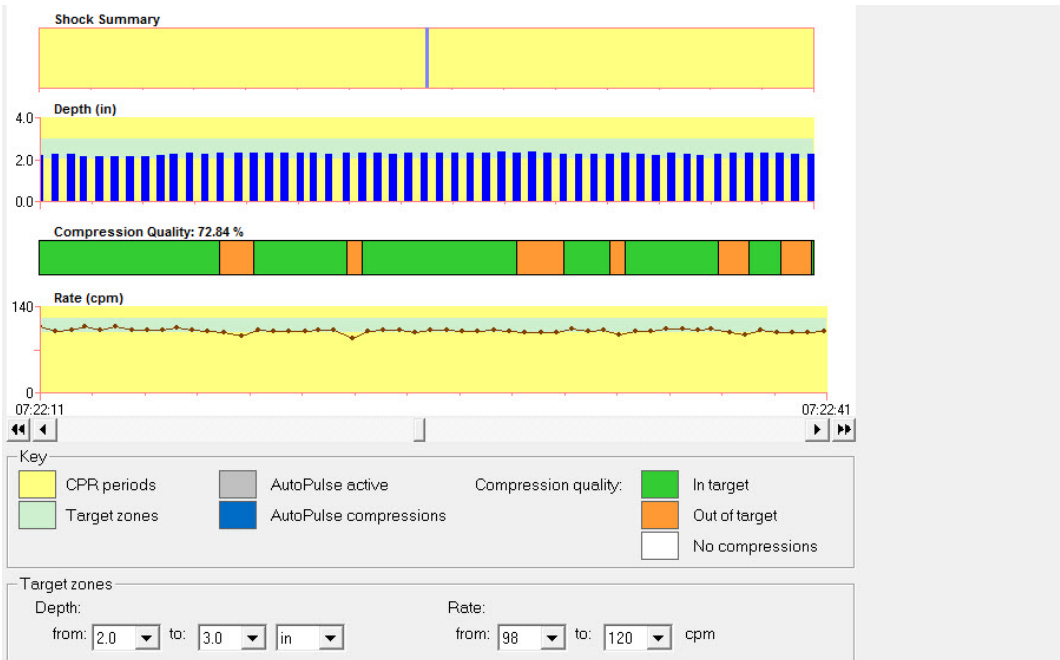 Shock Summary
Depth (in)
4.0
2.0
0.0
Compression Quality: 72.84 %
Rate (cpm)
140
0
07:22:11 07:22:41
Key
CPR periods AutoPulse active Compression quality: In target
Target zones AutoPulse compressions Out of target
No compressions
Target zones
Depth: Rate:
from: 2.0 to: 3.0 in from: 98 to: 120 cpm